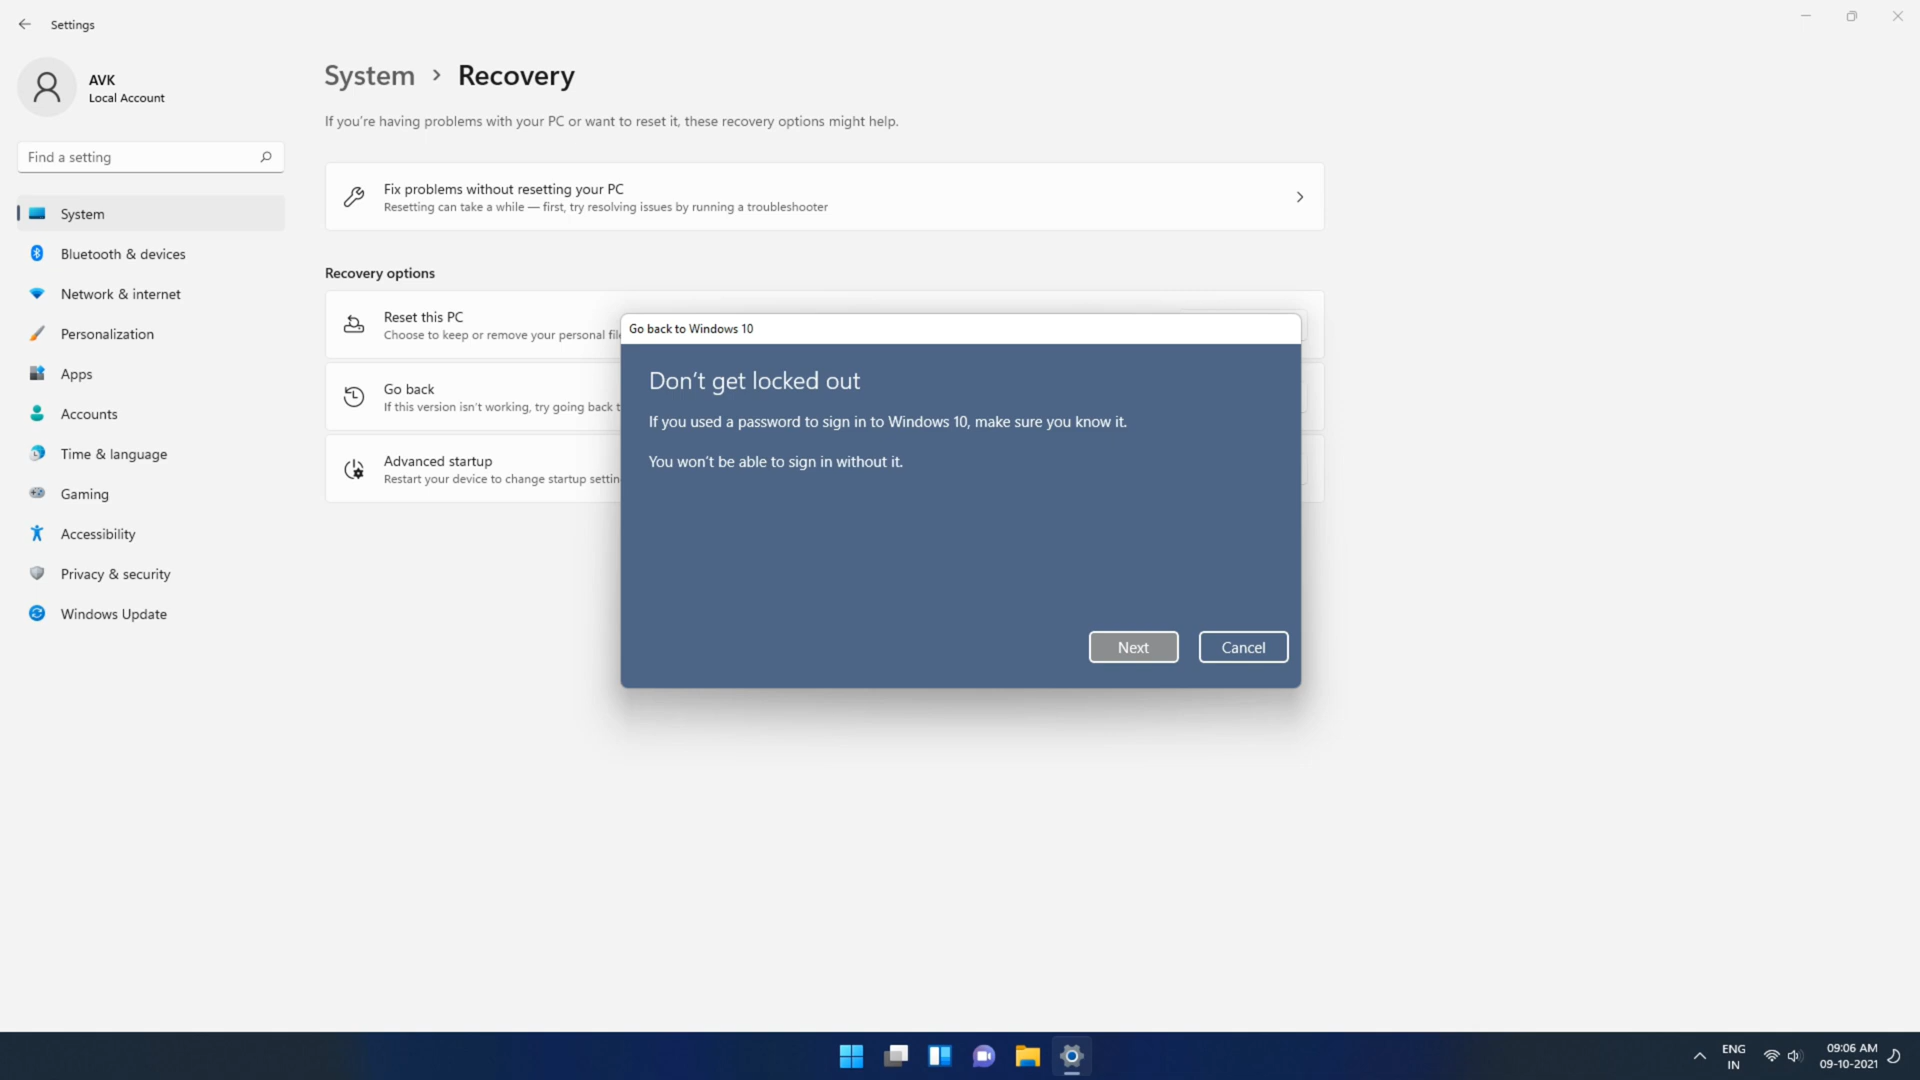 Settings
AVK
Local Account
Find a setting
System
Bluetooth & devices
Network & internet
Personalization
Apps
Accounts
Time & language
Gaming
Accessibility
Privacy & security
Windows Update
System > Recovery
If you're having problems with your PC or want to reset it, these recovery options might help.
Fix problems without resetting your PC
Resetting can take a while — first, try resolving issues by running a troubleshooter
Recovery options
Reset this PC
Choose to keep or remove your personal
Go back
If this version isn't working, try going back
Advanced startup
Restart your device to change startup
Go back to Windows 10
Don't get locked out
If you used a password to sign in to Windows 10, make sure you know it.
You won't be able to sign in without it.
Next
Cancel
ENG
IN
09:06 AM
09-10-2021